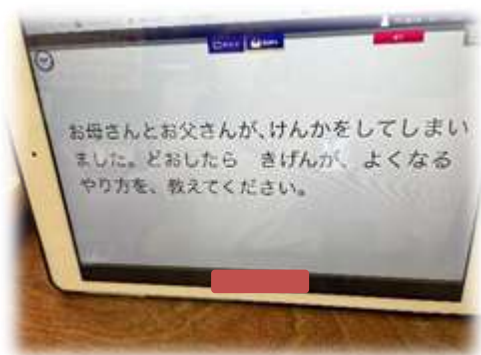 お母さんとお父さんが、けんかをしてしまい
ました。どおしたら　きげんが、よくなる
やり方を、教えてください。